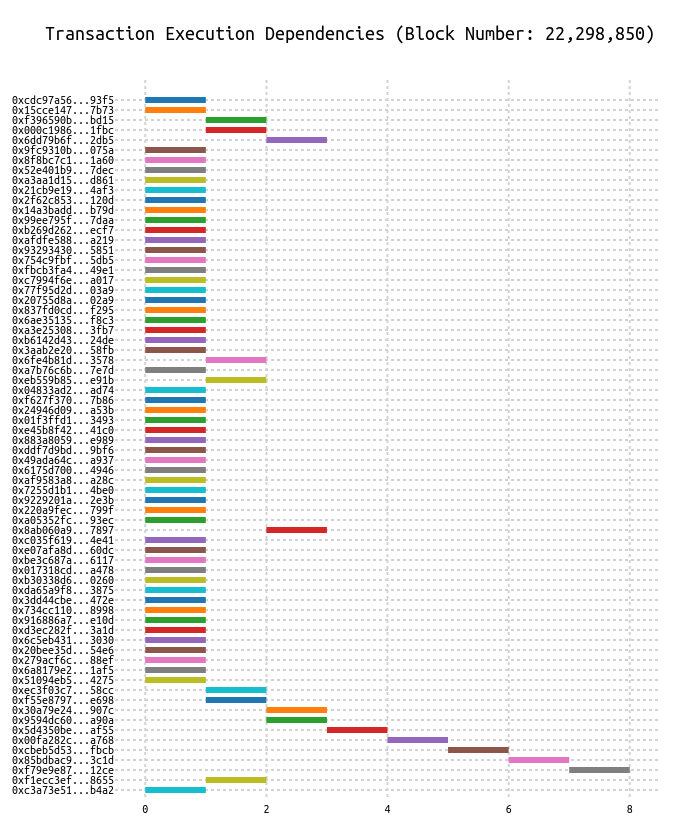 Transaction Execution Dependencies (Block Number: 22,298,850)
0xcdc97a56...93f5
0x15cce147...7b73
0xf396590b...bd15
0x000c1986...1fbc
0x6dd79b6f...2db5
0x9fc9310b...075a
0x8f8bc7c1...1a60
0x52e401b9...7dec
0xa3aa1d15...d861
0x21cb9e19...4af3
0x2f62c853...120d
0x14a3badd...b79d
0x99ee795f...7daa
0xb269d262...ecf7
0xafdfe588...a219
0x93293430...5851
0x754c9fbf...5db5
0xfbcb3fa4...49e1
0xc7994f6e...a017
0x77f95d2d...03a9
0x20755d8a...02a9
0x837fd0cd...f295
0x6ae35135...f8c3
0xa3e25308...3fb7
0xb6142d43...24de
0x3aab2e20...58fb
0x6fe4b81d...3578
0xa7b76c6b...7e7d
0xeb559b85...e91b
0x04833ad2...ad74
0xf627f370...7b86
0x24946d09...a53b
0x01f3ffd1...3493
0xe45b8f42...41c0
0x883a8059...e989
0xddf7d9bd...9bf6
0x49ada64c...a937
0x6175d700...4946
0xaf9583a8...a28c
0x7255d1b1...4be0
0x9229201a...2e3b
0x220a9fec...799f
0xa05352fc...93ec
0x8ab060a9...7897
0xc035f619...4e41
0xe07afa8d...60dc
0xbe3c687a...6117
0x017318cd...a478
0xb30338d6...0260
0xda65a9f8...3875
0x3dd44cbe...472e
0x734cc110...8998
0x916886a7...e10d
0xd3ec282f...3a1d
0x6c5eb431...3030
0x20bee35d...54e6
0x279acf6c...88ef
0x6a8179e2...1af5
0x51094eb5...4275
0xec3f03c7...58cc
0xf55e8797...e698
0x30a79e24...907c
0x9594dc60...a90a
0x5d4350be...af55
0x00fa282c...a768
0xcbeb5d53...fbcb
0x85bdbac9...3c1d
0xf79e9e87...12ce
0xf1ecc3ef...8655
0xc3a73e51...b4a2
0 2 4 6 8